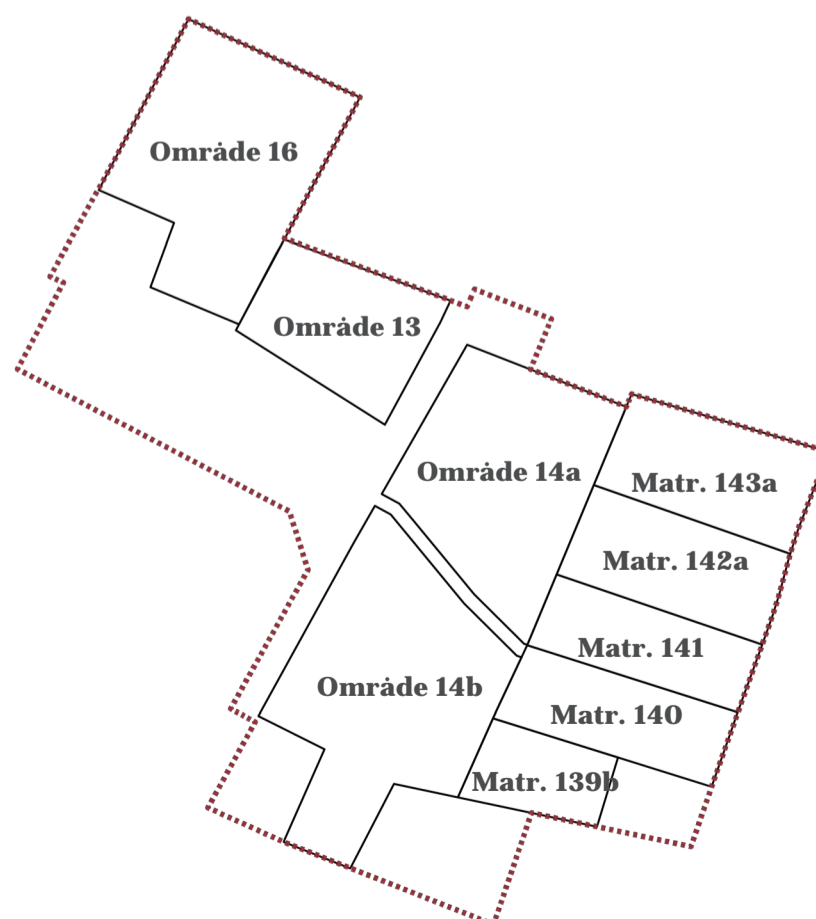 Område 16
Område 13
Område 14a
Matr. 143a
Matr. 142a
Matr. 141
Område 14b
Matr. 140
Matr. 139b